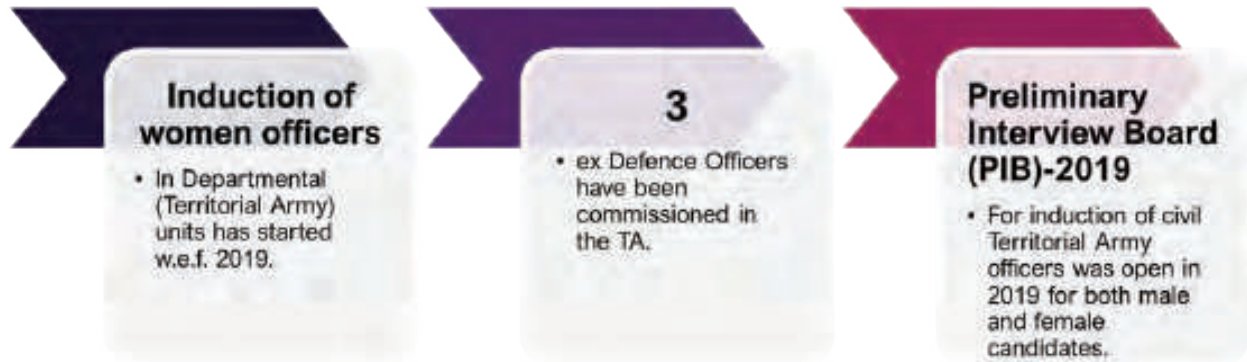 Induction of
women officers
• In Departmental
(Territorial Army)
units has started
w.e.f. 2019.
3
• ex Defence Officers
have been
commissioned in
the TA.
Preliminary
Interview Board
(PIB)-2019
• For induction of civil
Territorial Army
officers was open in
2019 for both male
and female
candidates.